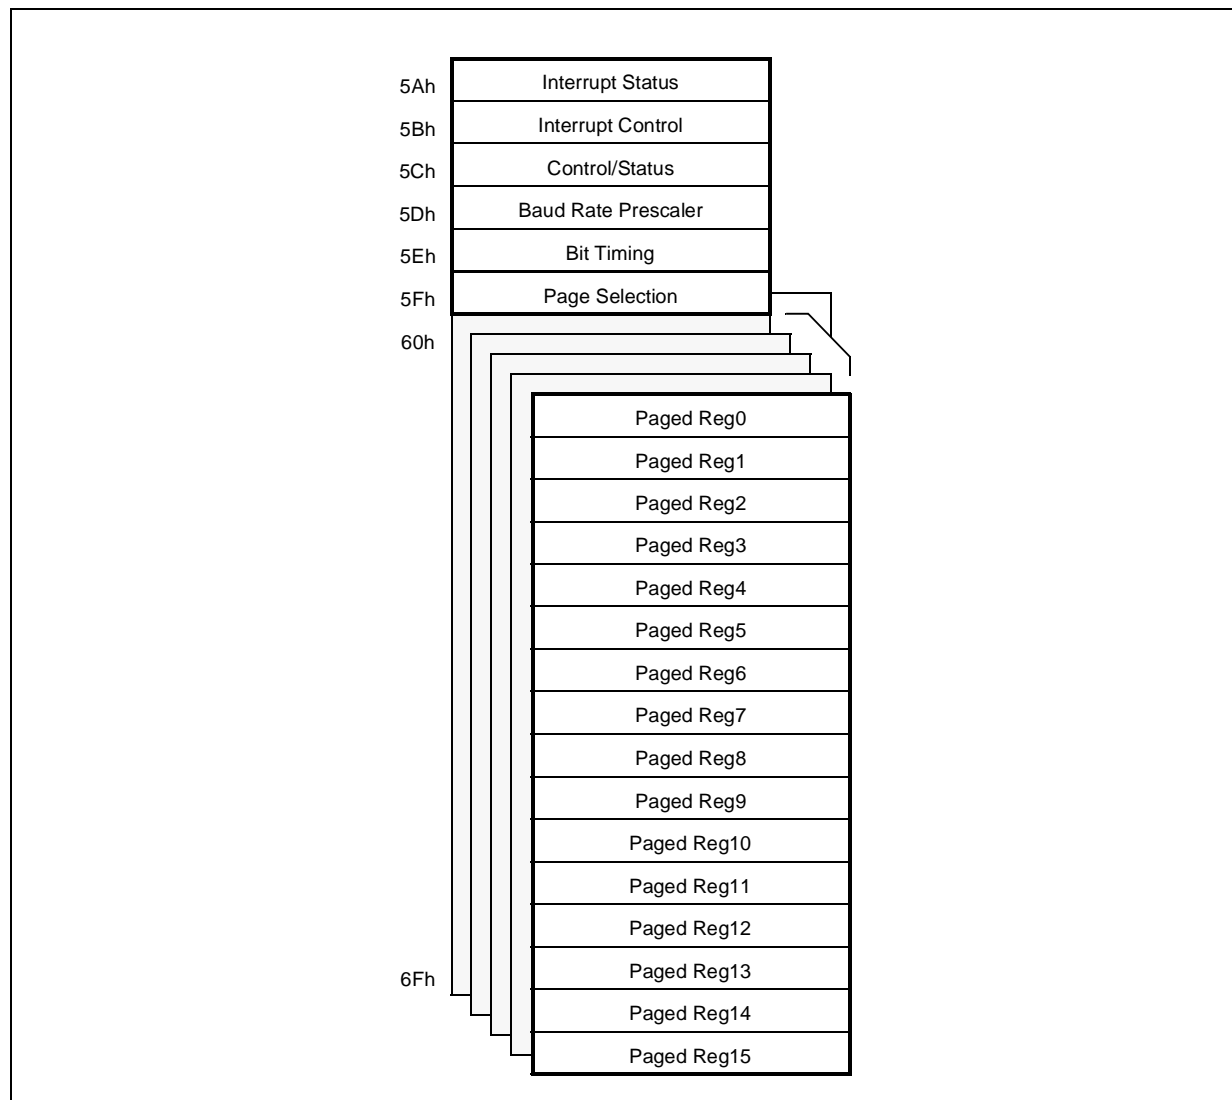 5Ah Interrupt Status
5Bh Interrupt Control
5Ch Control/Status
5Dh Baud Rate Prescaler
5Eh Bit Timing
5Fh Page Selection
60h
Paged Reg0
Paged Reg1
Paged Reg2
Paged Reg3
Paged Reg4
Paged Reg5
Paged Reg6
Paged Reg7
Paged Reg8
Paged Reg9
Paged Reg10
Paged Reg11
Paged Reg12
6Fh Paged Reg13
Paged Reg14
Paged Reg15